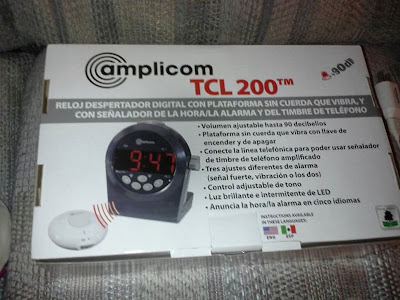 amplicom
TCL 200™
90dB
RELOJ DESPERTADOR DIGITAL CON PLATAFORMA SIN CUERDA QUE VIBRA, Y
CON SEÑALADOR DE LA HORA/LA ALARMA Y DEL TIMBRE DE TELÉFONO
• Volumen ajustable hasta 90 decibelios
• Plataforma sin cuerda que vibra con llave de
encender y de apagar
• Conecte la línea telefónica para poder usar señalador
de timbre de teléfono amplificado
• Tres ajustes diferentes de alarma
(señal fuerte, vibración o los dos)
• Control adjustable de tono
• Luz brillante e intermitente de LED
• Anuncia la hora/la alarma en cinco idiomas
9:47
INSTRUCTIONS AVAILABLE
IN THESE LANGUAGES:
ENG ESP